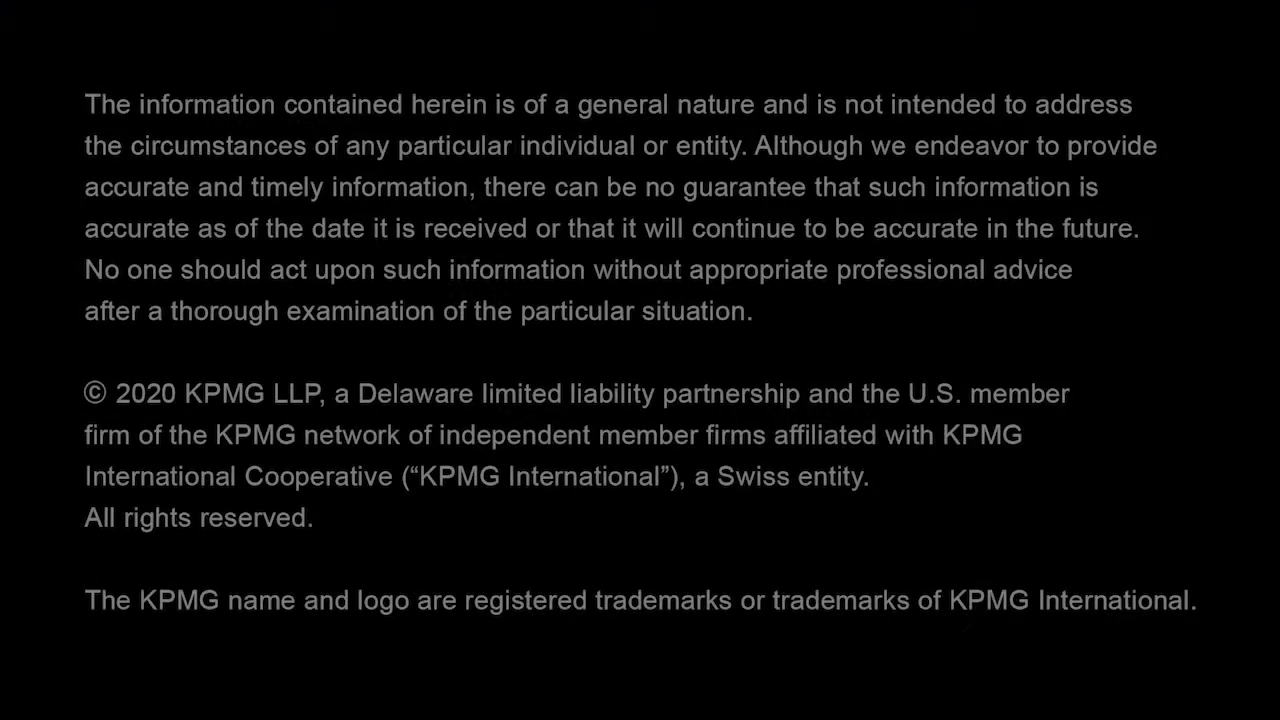 The information contained herein is of a general nature and is not intended to address
the circumstances of any particular individual or entity. Although we endeavor to provide
accurate and timely information, there can be no guarantee that such information is
accurate as of the date it is received or that it will continue to be accurate in the future.
No one should act upon such information without appropriate professional advice
after a thorough examination of the particular situation.
© 2020 KPMG LLP, a Delaware limited liability partnership and the U.S. member
firm of the KPMG network of independent member firms affiliated with KPMG
International Cooperative (“KPMG International”), a Swiss entity.
All rights reserved.
The KPMG name and logo are registered trademarks or trademarks of KPMG International.